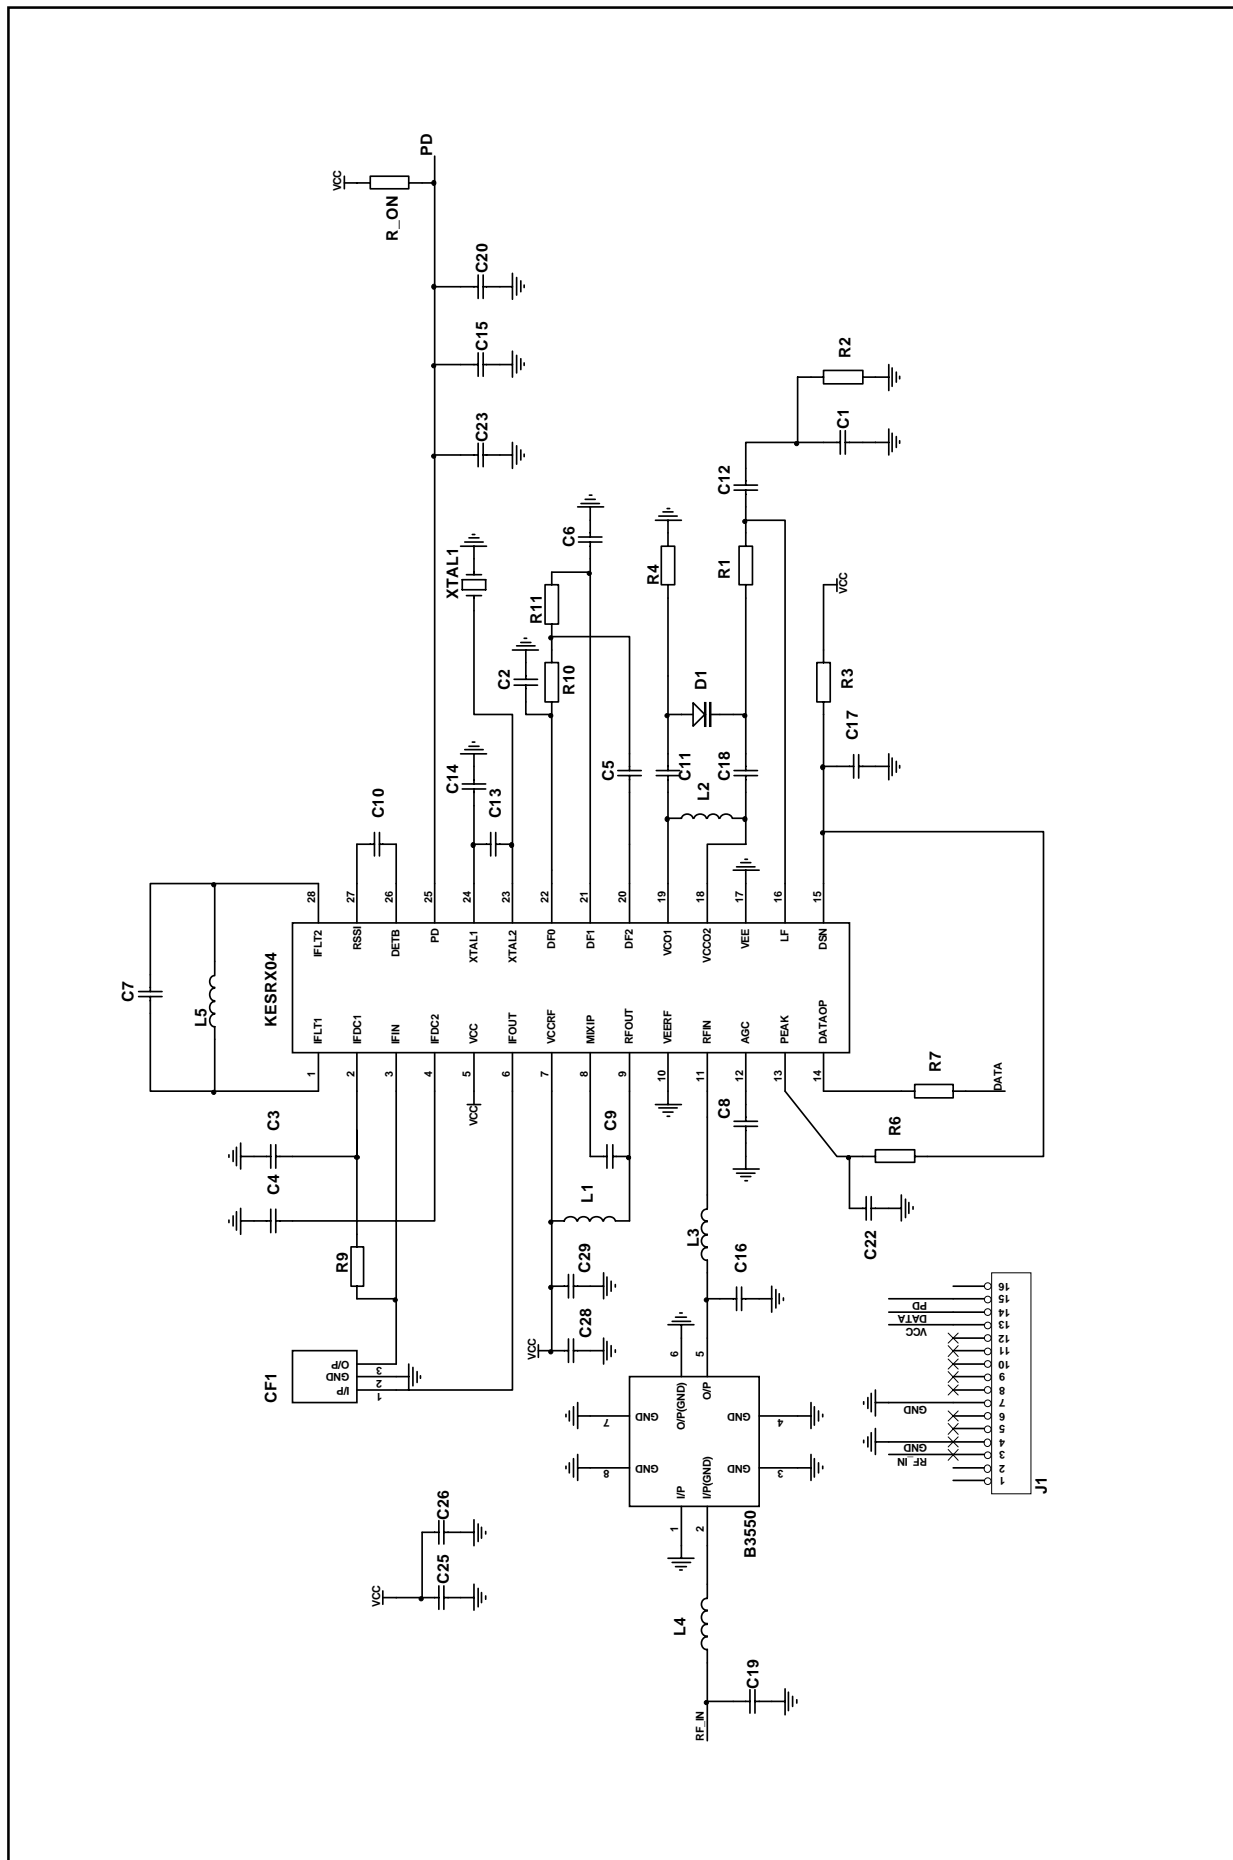 PD
VCC
R_ON
C20
C15
C23
R2
C1
C12
C6
XTAL1
R4
R1
R11
VCC
C2
R10
D1
R3
C17
C14
C13
C5
C11
C18
L2
C10
C7
L5
KESRX04
28
27
26
25
24
23
22
21
20
19
18
17
16
15
IFLT2
RSSI
DETB
PD
XTAL1
XTAL2
DF0
DF1
DF2
VCO1
VCCO2
VEE
LF
DSN
IFLT1
IFDC1
IFIN
IFDC2
VCC
IFOUT
VCCRF
MIXIP
RFOUT
VEERF
RFIN
AGC
PEAK
DATAOP
1
2
3
4
5
6
7
8
9
10
11
12
13
14
VCC
R7
DATA
C3
C4
C9
C8
R6
L1
L3
C22
R9
C29
C28
C16
VCC
CF1
I/P
GND
O/P
1
2
3
6
5
O/P(GND)
O/P
7
GND
4
GND
8
GND
3
GND
I/P
I/P(GND)
1
2
B3550
VCC
C26
C25
L4
C19
RF_IN
16
15
14
13
12
11
10
9
8
7
6
5
4
3
2
1
PD
DATA
VCC
GND
GND
RF_IN
J1